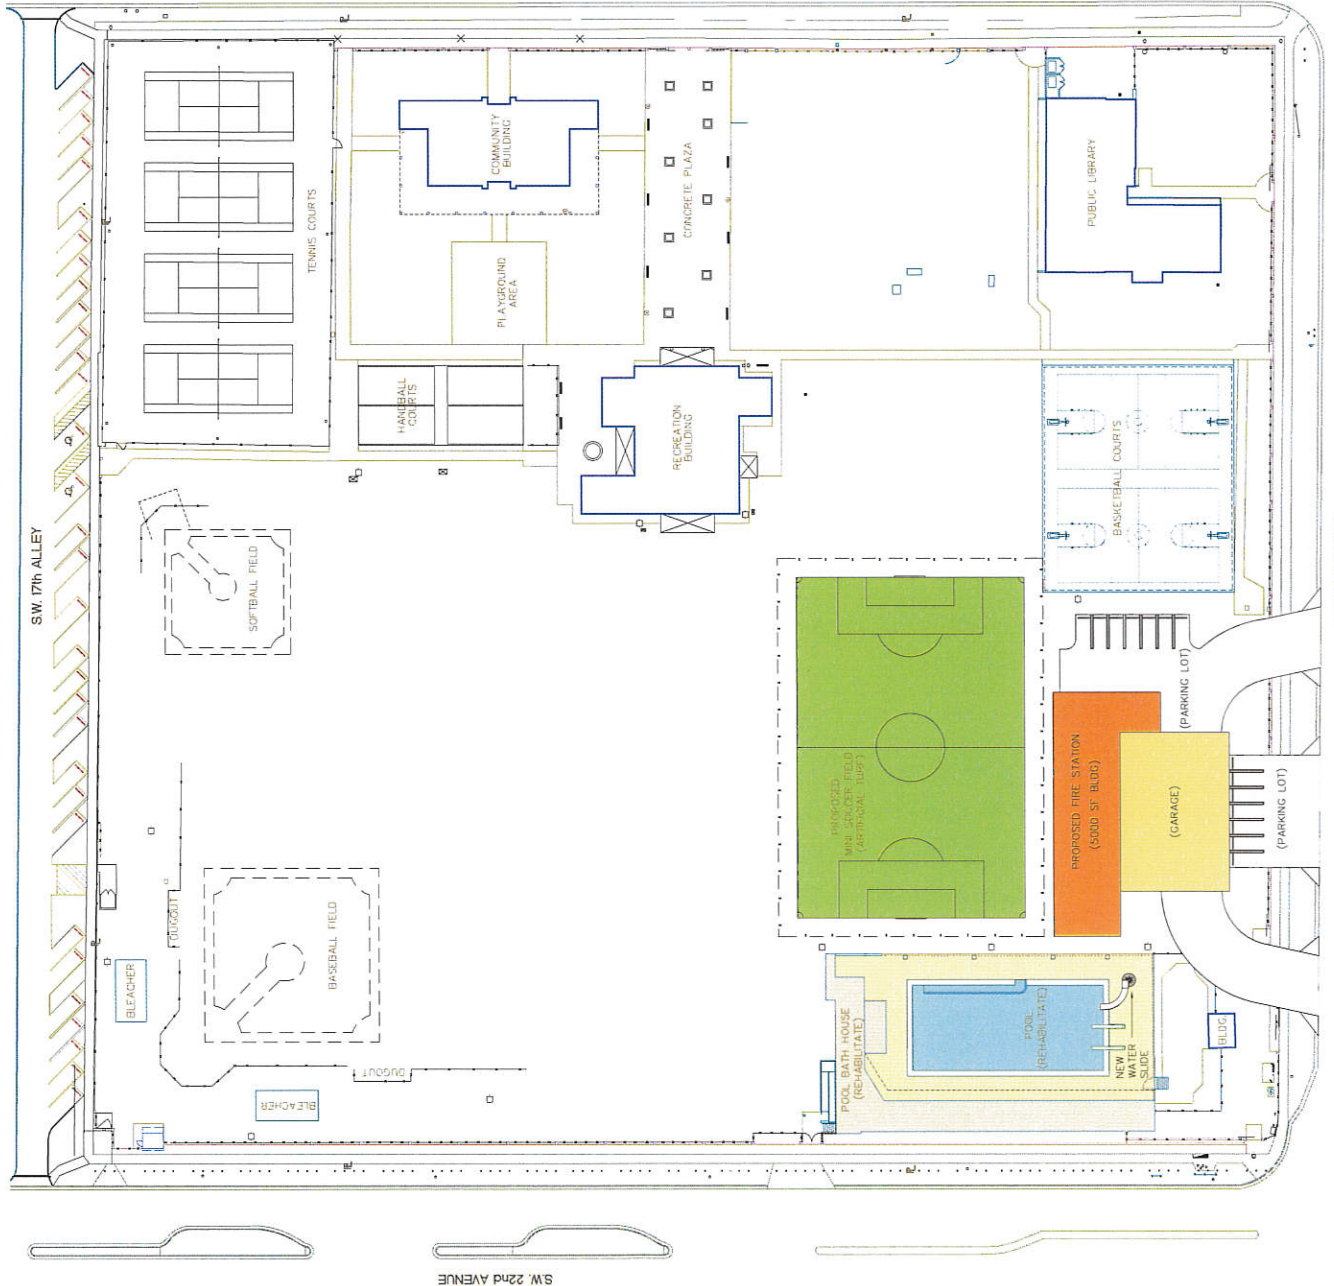 S.W. 17th ALLEY
TENNIS COURTS
COMMUNITY
BUILDING
PLAYGROUND
AREA
CONCRETE PLAZA
PUBLIC LIBRARY
HANDBALL
COURTS
RECREATION
BUILDING
BASKETBALL COURTS
SOFTBALL FIELD
PROPOSED
MINI SOCCER FIELD
(ARTIFICIAL TURF)
PROPOSED FIRE STATION
(5000 SF BLDG)
(GARAGE)
(PARKING LOT)
(PARKING LOT)
DUGOUT
BLEACHER
BASEBALL FIELD
DUGOUT
BLEACHER
POOL BATH HOUSE
(REHABILITATE)
POOL
(REHABILITATE)
NEW
WATER
SLIDE
BLDG.
S.W. 22nd AVENUE